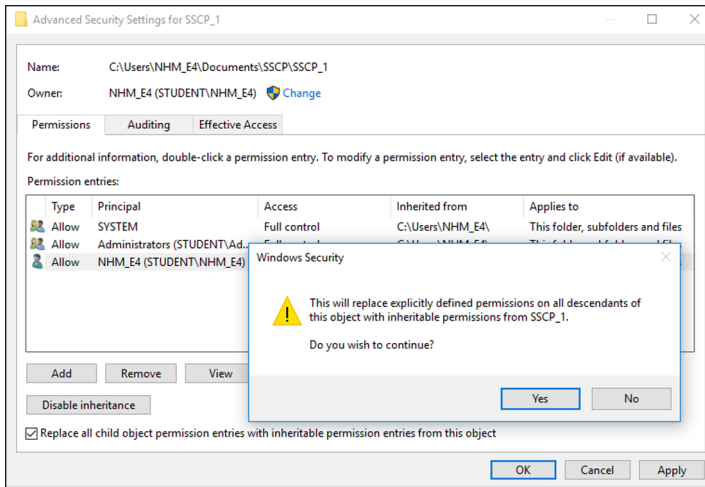 Advanced Security Settings for SSCP_1
Name: C:\Users\NHM_E4\Documents\SSCP\SSCP_1
Owner: NHM_E4 (STUDENT\NHM_E4) Change
Permissions Auditing Effective Access
For additional information, double-click a permission entry. To modify a permission entry, select the entry and click Edit (if available).
Permission entries:
Type Principal Access Inherited from Applies to
Allow SYSTEM Full control C:\Users\NHM_E4\ This folder, subfolders and files
Allow Administrators (STUDENT\Ad...
Allow NHM_E4 (STUDENT\NHM_E4)
Windows Security
This will replace explicitly defined permissions on all descendants of
this object with inheritable permissions from SSCP_1.
Do you wish to continue?
Yes No
Add Remove View
Disable inheritance
Replace all child object permission entries with inheritable permission entries from this object
OK Cancel Apply